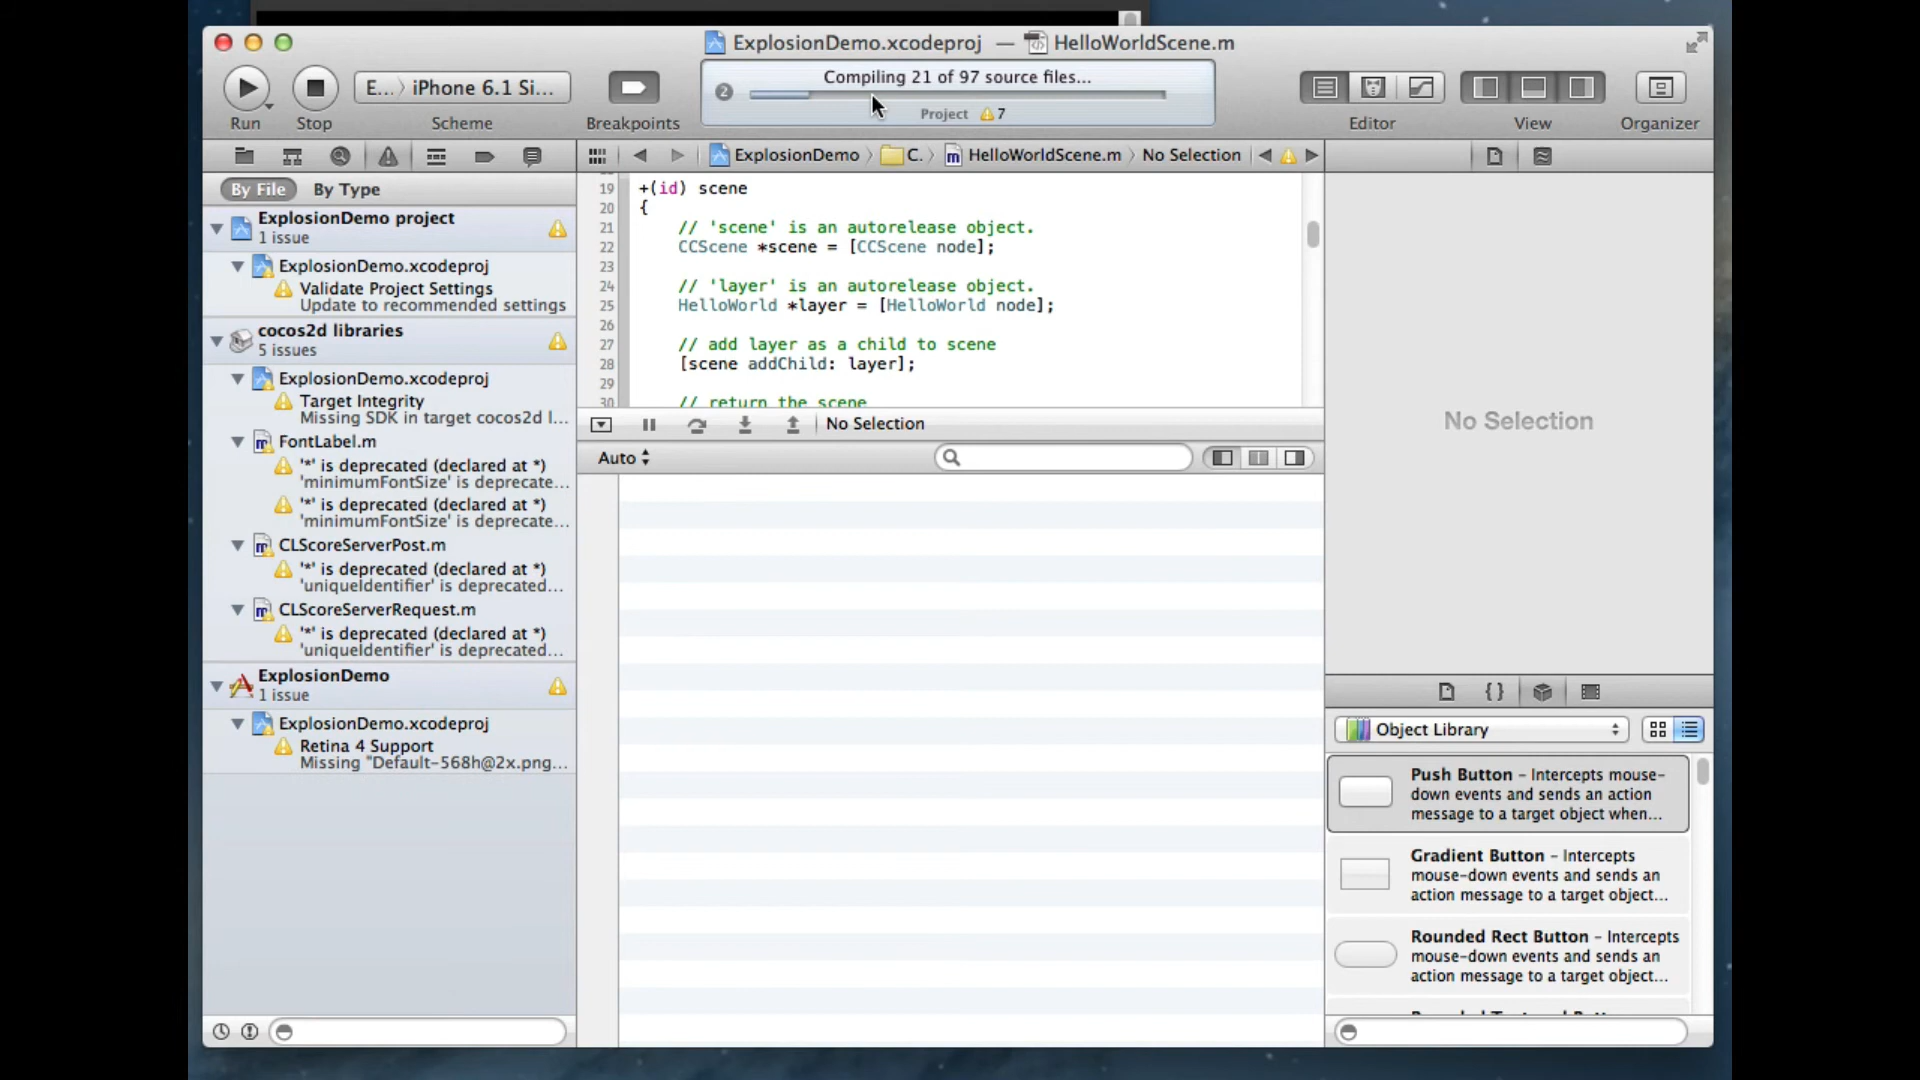 ExplosionDemo.xcodeproj — HelloWorldScene.m
Compiling 21 of 97 source files...
2
E... 〉 iPhone 6.1 Si...
Project 7
Run
Stop
Scheme
Breakpoints
Editor
View
Organizer
ExplosionDemo 〉 C. 〉 HelloWorldScene.m 〉 No Selection
By File
By Type
ExplosionDemo project
1 issue
ExplosionDemo.xcodeproj
Validate Project Settings
Update to recommended settings
cocos2d libraries
5 issues
ExplosionDemo.xcodeproj
Target Integrity
Missing SDK in target cocos2d l...
FontLabel.m
'*' is deprecated (declared at *)
'minimumFontSize' is deprecate...
'*' is deprecated (declared at *)
'minimumFontSize' is deprecate...
CLScoreServerPost.m
'*' is deprecated (declared at *)
'uniqueIdentifier' is deprecated...
CLScoreServerRequest.m
'*' is deprecated (declared at *)
'uniqueIdentifier' is deprecated...
ExplosionDemo
1 issue
ExplosionDemo.xcodeproj
Retina 4 Support
Missing "Default-568h@2x.png...
19 +(id) scene
20 {
21 // 'scene' is an autorelease object.
22 CCScene *scene = [CCScene node];
23
24 // 'layer' is an autorelease object.
25 HelloWorld *layer = [HelloWorld node];
26
27 // add layer as a child to scene
28 [scene addChild: layer];
29
30 // return the scene
No Selection
Auto
No Selection
Object Library
Push Button – Intercepts mouse-
down events and sends an action
message to a target object when...
Gradient Button – Intercepts
mouse-down events and sends an
action message to a target object...
Rounded Rect Button – Intercepts
mouse-down events and sends an
action message to a target object...